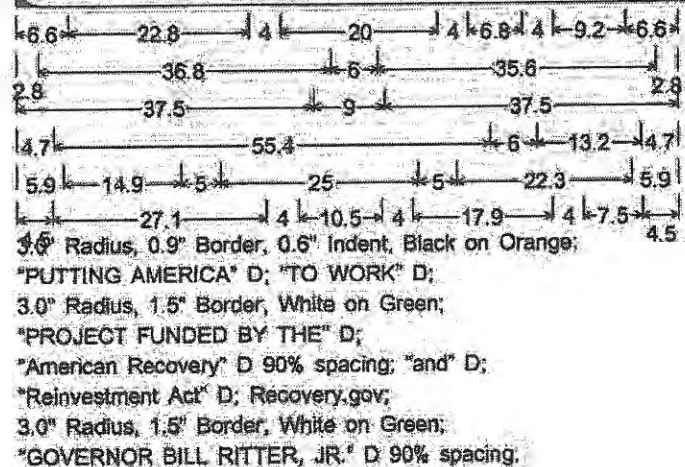 6.6 22.8 4 20 4 6.8 4 9.2 6.6
36.8 6 35.6
2.8 2.8
37.5 9 37.5
4.7 55.4 6 13.2 4.7
5.9 14.9 5 25 5 22.3 5.9
27.1 4 10.5 4 17.9 4 7.5
4.5 4.5
3.0" Radius, 0.9" Border, 0.6" Indent, Black on Orange;
"PUTTING AMERICA" D; "TO WORK" D;
3.0" Radius, 1.5" Border, White on Green;
"PROJECT FUNDED BY THE" D;
"American Recovery" D 90% spacing; "and" D;
"Reinvestment Act" D; Recovery.gov;
3.0" Radius, 1.5" Border, White on Green;
"GOVERNOR BILL RITTER, JR." D 90% spacing;